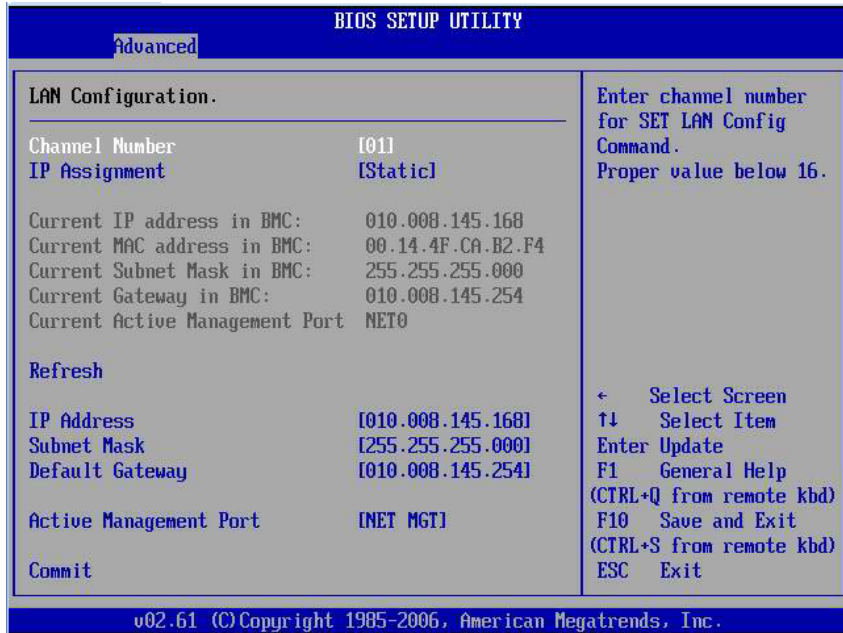 BIOS SETUP UTILITY
Advanced
LAN Configuration.
Channel Number [01]
IP Assignment [Static]
Current IP address in BMC: 010.008.145.168
Current MAC address in BMC: 00.14.4F.CA.B2.F4
Current Subnet Mask in BMC: 255.255.255.000
Current Gateway in BMC: 010.008.145.254
Current Active Management Port NET0
Refresh
IP Address [010.008.145.168]
Subnet Mask [255.255.255.000]
Default Gateway [010.008.145.254]
Active Management Port [NET MGT]
Commit
Enter channel number
for SET LAN Config
Command.
Proper value below 16.
← Select Screen
↑↓ Select Item
Enter Update
F1 General Help
(CTRL+Q from remote kbd)
F10 Save and Exit
(CTRL+S from remote kbd)
ESC Exit
v02.61 (C)Copyright 1985-2006, American Megatrends, Inc.